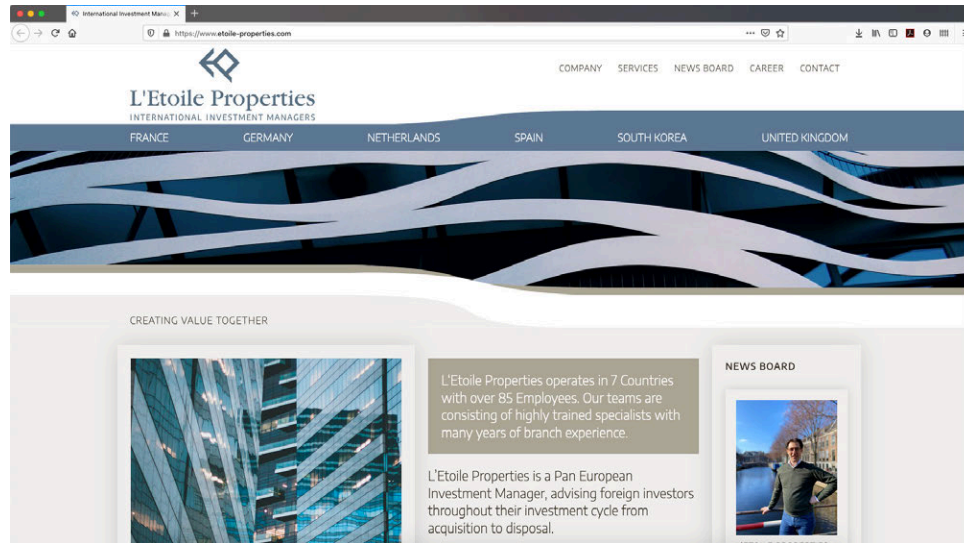 International Investment Mana
https://www.etoile-properties.com
COMPANY SERVICES NEWS BOARD CAREER CONTACT
L'Etoile Properties
INTERNATIONAL INVESTMENT MANAGERS
FRANCE GERMANY NETHERLANDS SPAIN SOUTH KOREA UNITED KINGDOM
CREATING VALUE TOGETHER
L'Etoile Properties operates in 7 Countries
with over 85 Employees. Our teams are
consisting of highly trained specialists with
many years of branch experience.
L'Etoile Properties is a Pan European
Investment Manager, advising foreign investors
throughout their investment cycle from
acquisition to disposal.
NEWS BOARD